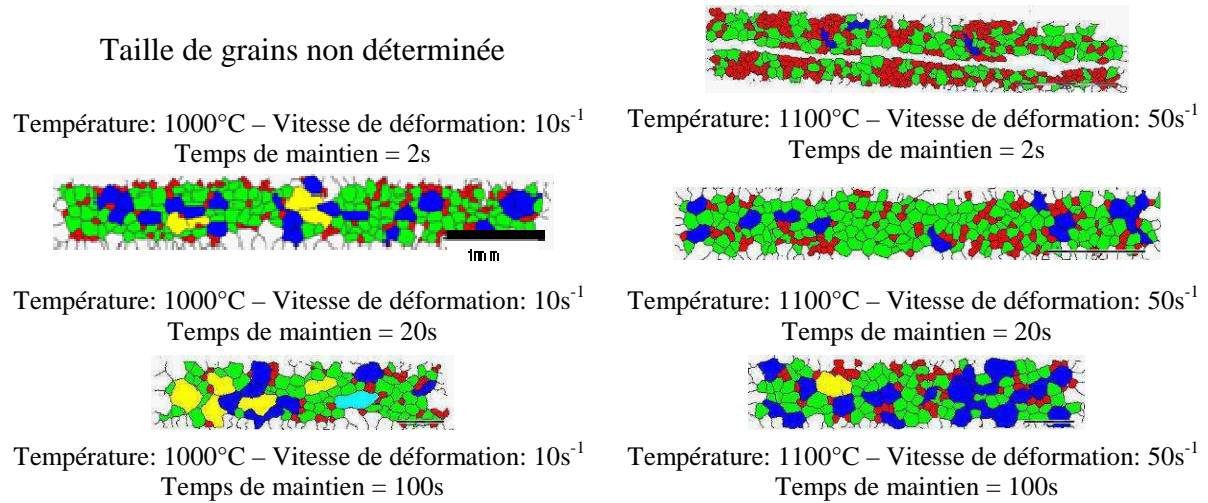 Taille de grains non déterminée
Température: 1000°C – Vitesse de déformation: 10s⁻¹
Temps de maintien = 2s
Température: 1100°C – Vitesse de déformation: 50s⁻¹
Temps de maintien = 2s
1mm
Température: 1000°C – Vitesse de déformation: 10s⁻¹
Temps de maintien = 20s
Température: 1100°C – Vitesse de déformation: 50s⁻¹
Temps de maintien = 20s
Température: 1000°C – Vitesse de déformation: 10s⁻¹
Temps de maintien = 100s
Température: 1100°C – Vitesse de déformation: 50s⁻¹
Temps de maintien = 100s